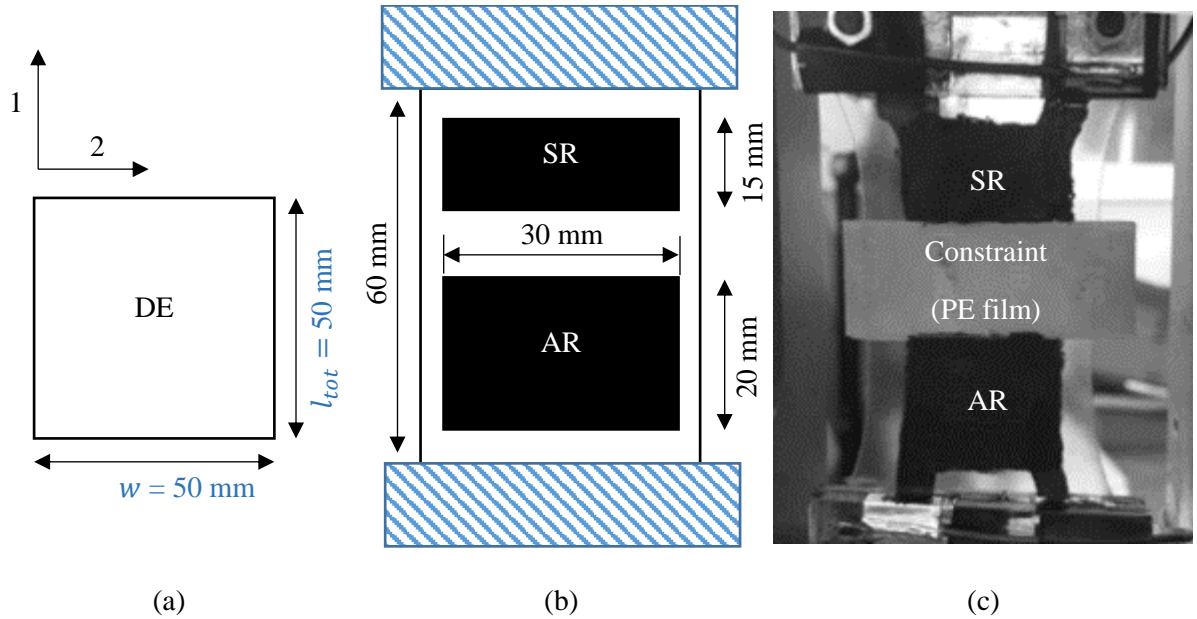 1
2
DE
l_tot = 50 mm
w = 50 mm
(a)
SR
15 mm
30 mm
60 mm
AR
20 mm
(b)
SR
Constraint
(PE film)
AR
(c)